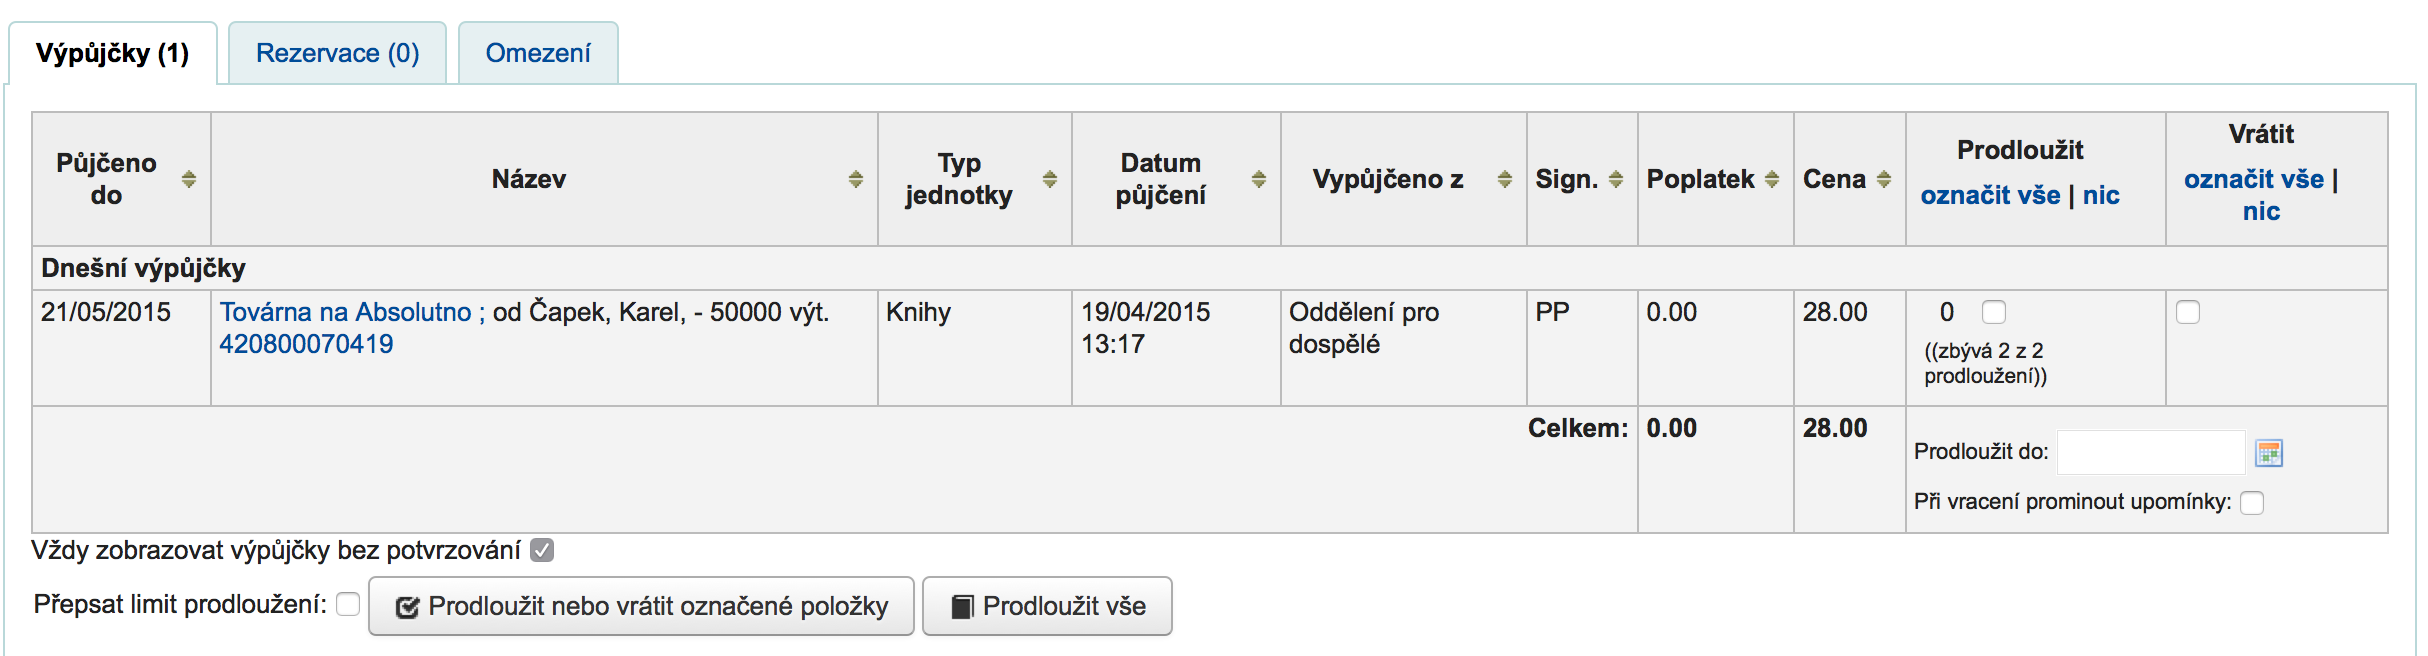 Výpůjčky (1)
Rezervace (0)
Omezení
Půjčeno
do
Název
Typ
jednotky
Datum
půjčení
Vypůjčeno z
Sign.
Poplatek
Cena
Prodloužit
označit vše | nic
Vrátit
označit vše |
nic
Dnešní výpůjčky
21/05/2015
Továrna na Absolutno ; od Čapek, Karel, - 50000 výt.
420800070419
Knihy
19/04/2015
13:17
Oddělení pro
dospělé
PP
0.00
28.00
0
((zbývá 2 z 2
prodloužení))
Celkem:
0.00
28.00
Prodloužit do:
Při vracení prominout upomínky:
Vždy zobrazovat výpůjčky bez potvrzování
Přepsat limit prodloužení:
Prodloužit nebo vrátit označené položky
Prodloužit vše